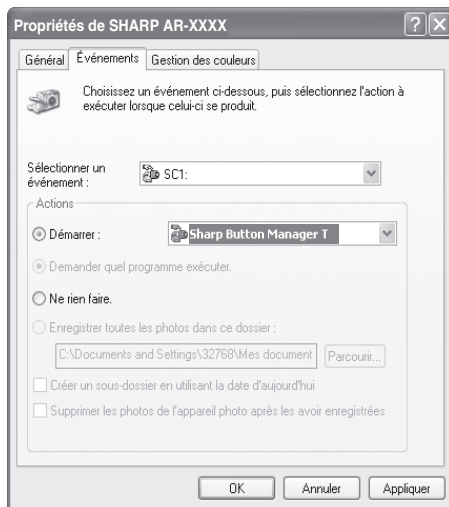 Propriétés de SHARP AR-XXXX
Général Événements Gestion des couleurs
Choisissez un événement ci-dessous, puis sélectionnez l'action à
exécuter lorsque celui-ci se produit.
Sélectionner un
événement :
SC1:
Actions
Démarrer : Sharp Button Manager T
Demander quel programme exécuter.
Ne rien faire.
Enregistrer toutes les photos dans ce dossier :
C:\Documents and Settings\32768\Mes document Parcourir...
Créer un sous-dossier en utilisant la date d'aujourd'hui
Supprimer les photos de l'appareil photo après les avoir enregistrées
OK Annuler Appliquer